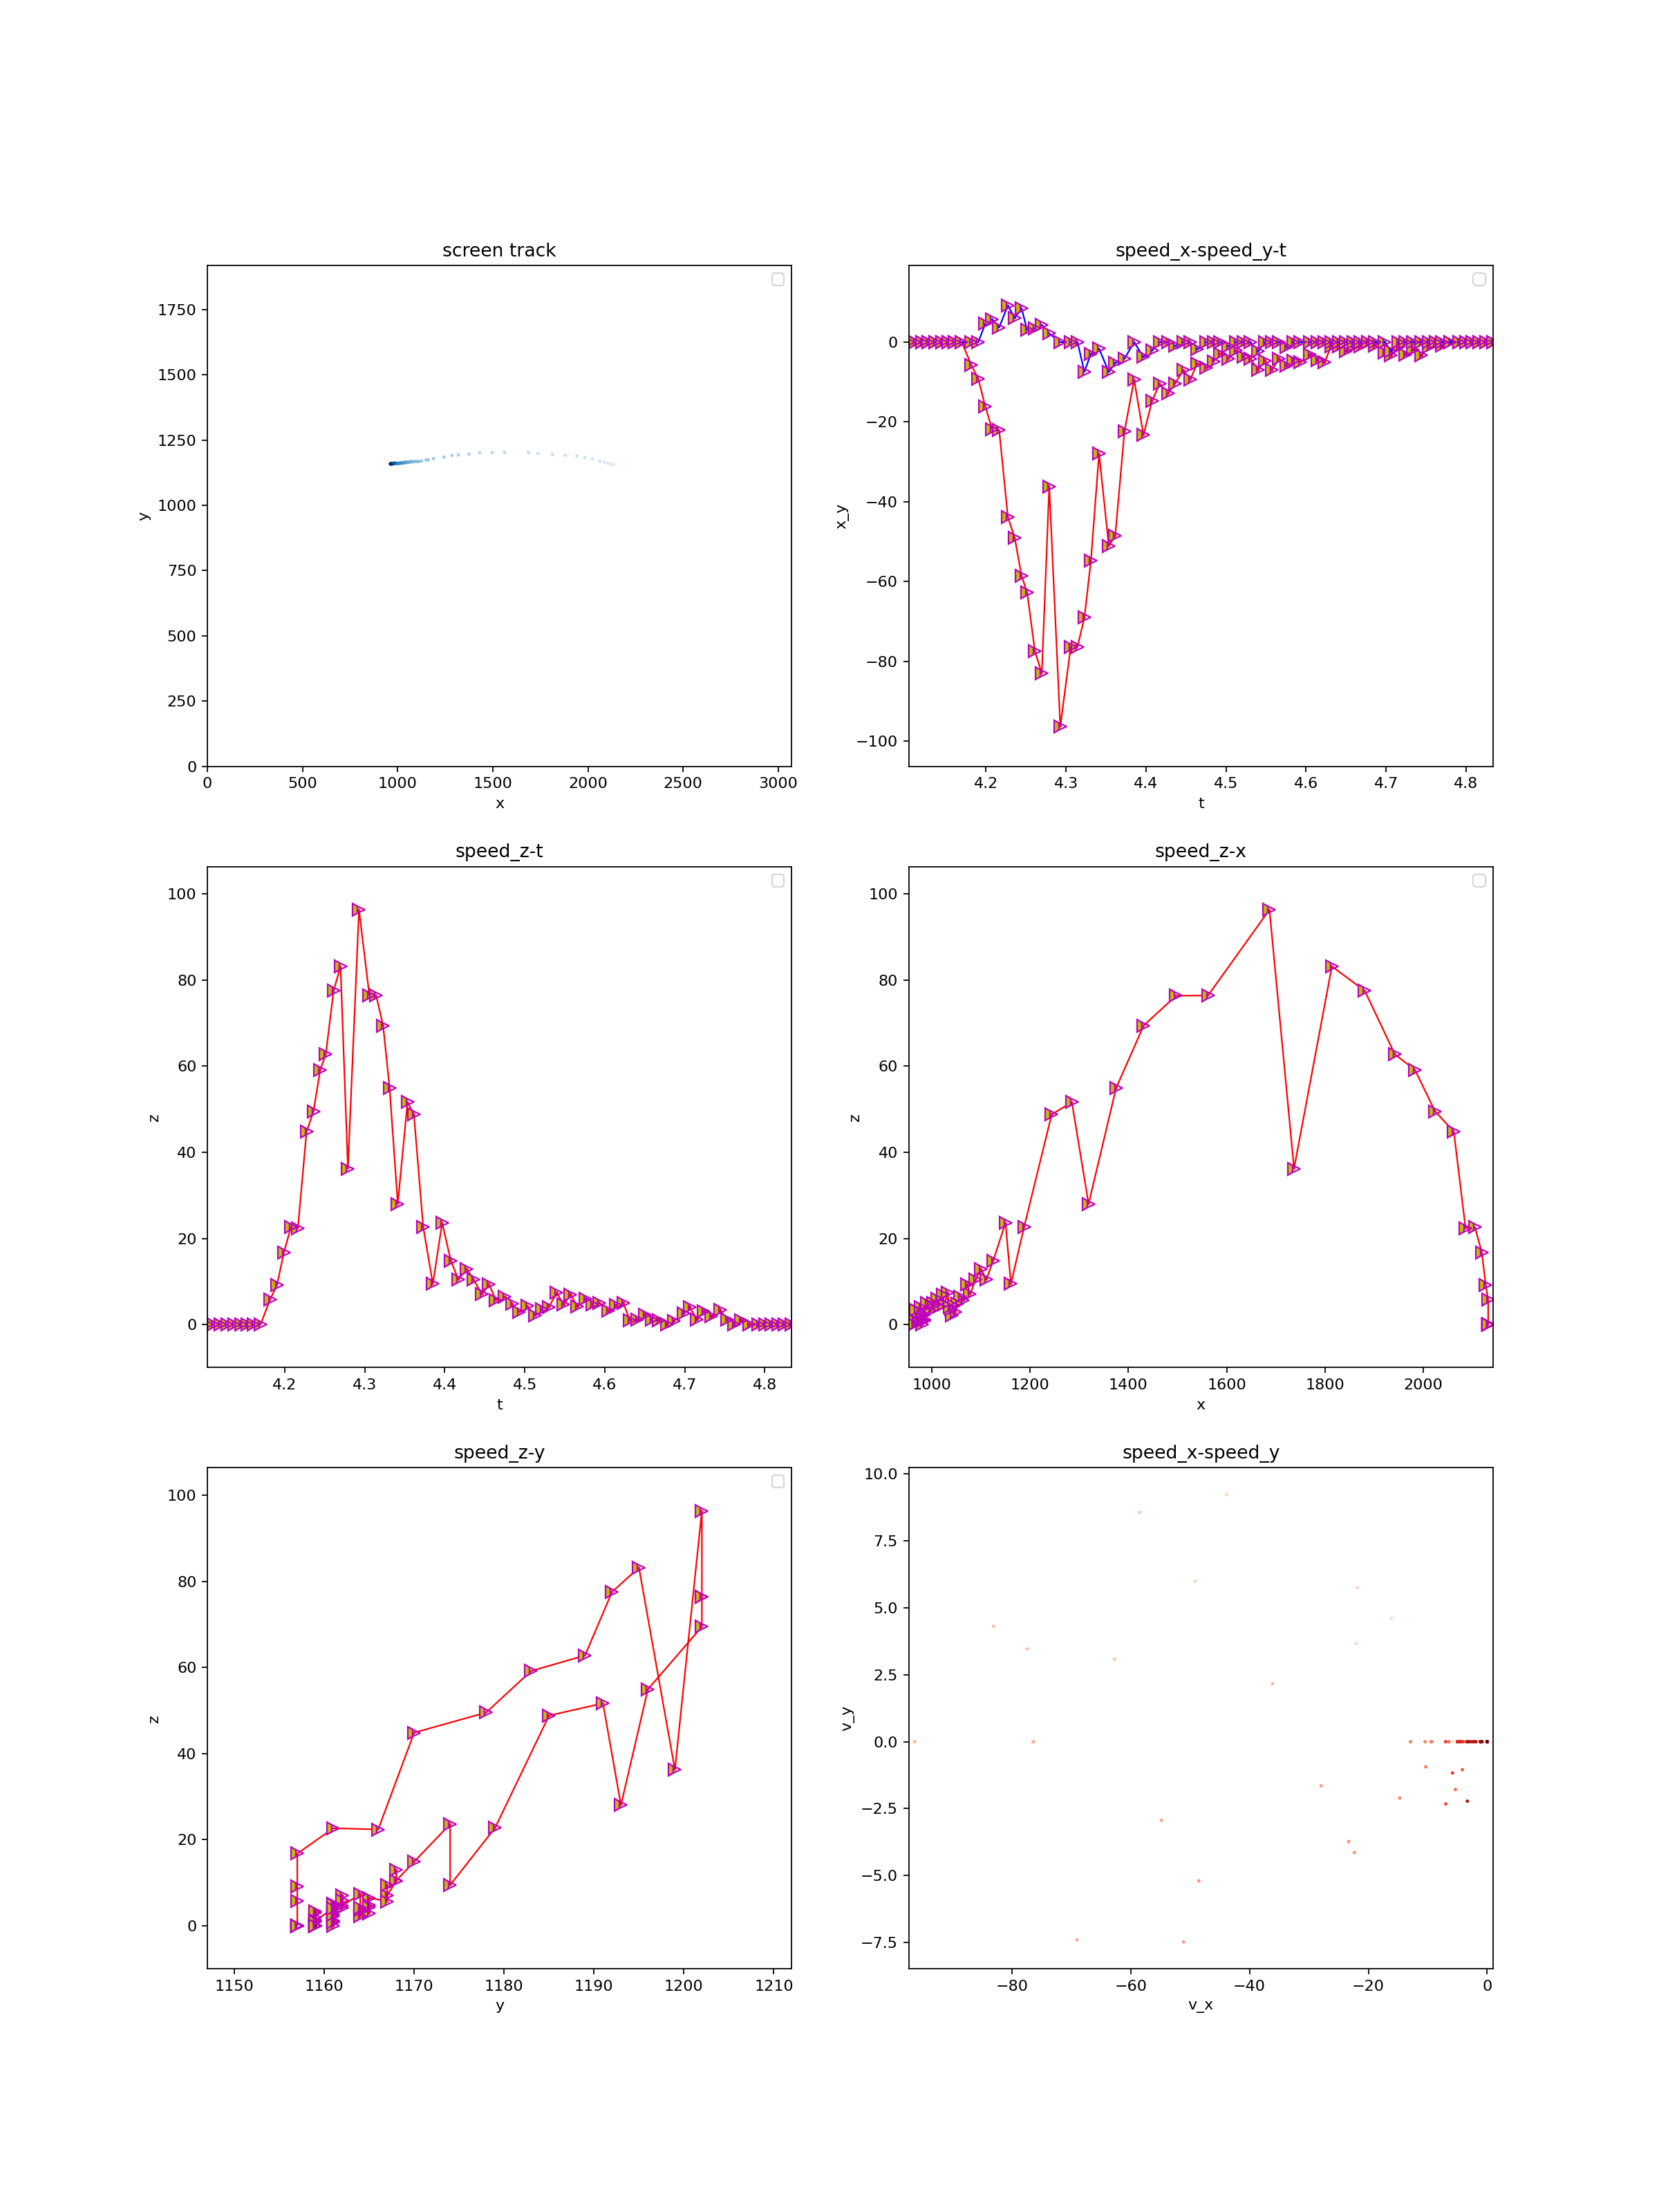 screen track
1750
1500
1250
1000
750
500
250
0
y
0 500 1000 1500 2000 2500 3000
x
speed_x-speed_y-t
0
−20
−40
−60
−80
−100
x_y
4.2 4.3 4.4 4.5 4.6 4.7 4.8
t
speed_z-t
100
80
60
40
20
0
z
4.2 4.3 4.4 4.5 4.6 4.7 4.8
t
speed_z-x
100
80
60
40
20
0
z
1000 1200 1400 1600 1800 2000
x
speed_z-y
100
80
60
40
20
0
z
1150 1160 1170 1180 1190 1200 1210
y
speed_x-speed_y
10.0
7.5
5.0
2.5
0.0
−2.5
−5.0
−7.5
v_y
−80 −60 −40 −20 0
v_x